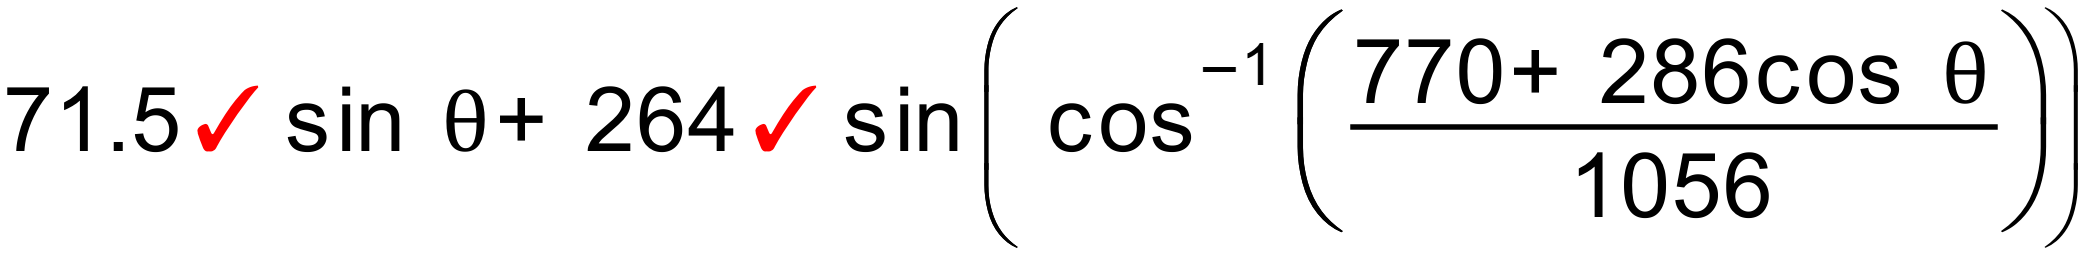 71.5✓ sin θ+ 264✓ sin( cos^−1((770+ 286cos θ)/1056))